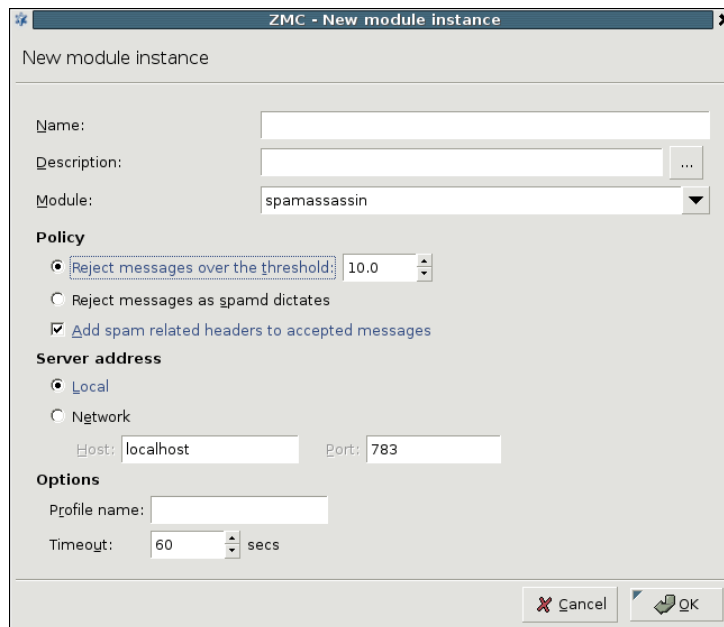 ZMC - New module instance
New module instance
Name:
Description: ...
Module: spamassassin
Policy
Reject messages over the threshold: 10.0
Reject messages as spamd dictates
Add spam related headers to accepted messages
Server address
Local
Network
Host: localhost Port: 783
Options
Profile name:
Timeout: 60 secs
Cancel OK